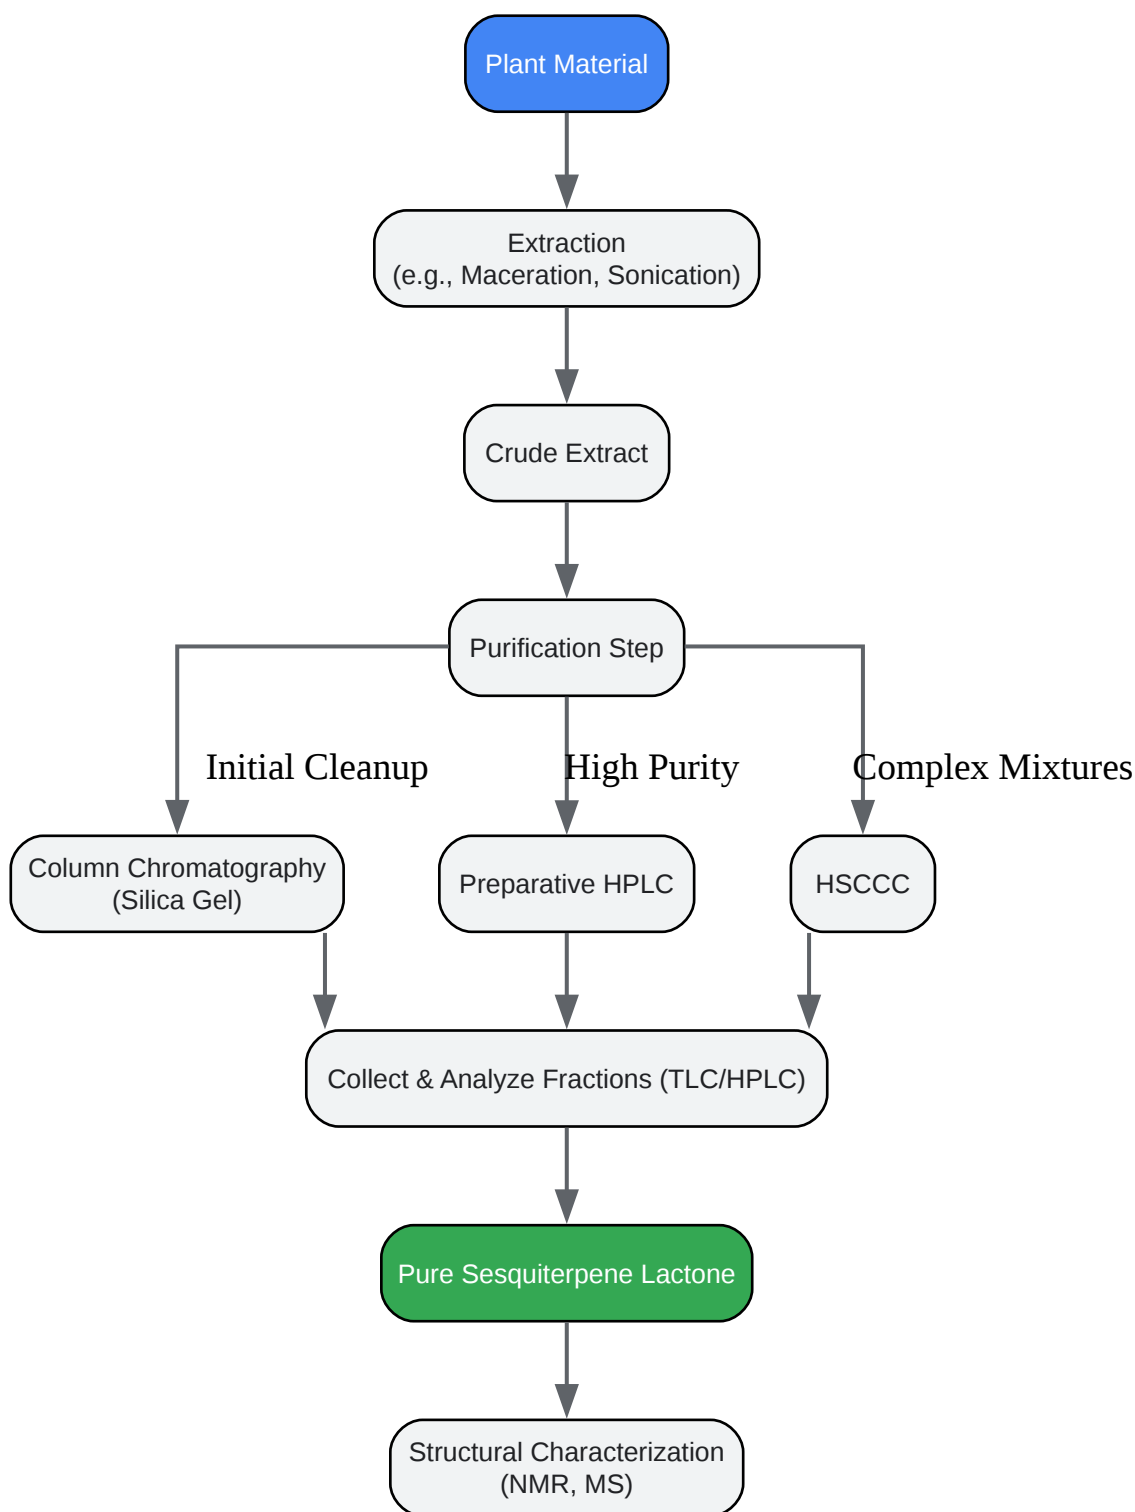 Plant Material
Extraction
(e.g., Maceration, Sonication)
Crude Extract
Purification Step
Initial Cleanup
High Purity
Complex Mixtures
Column Chromatography
(Silica Gel)
Preparative HPLC
HSCCC
Collect & Analyze Fractions (TLC/HPLC)
Pure Sesquiterpene Lactone
Structural Characterization
(NMR, MS)